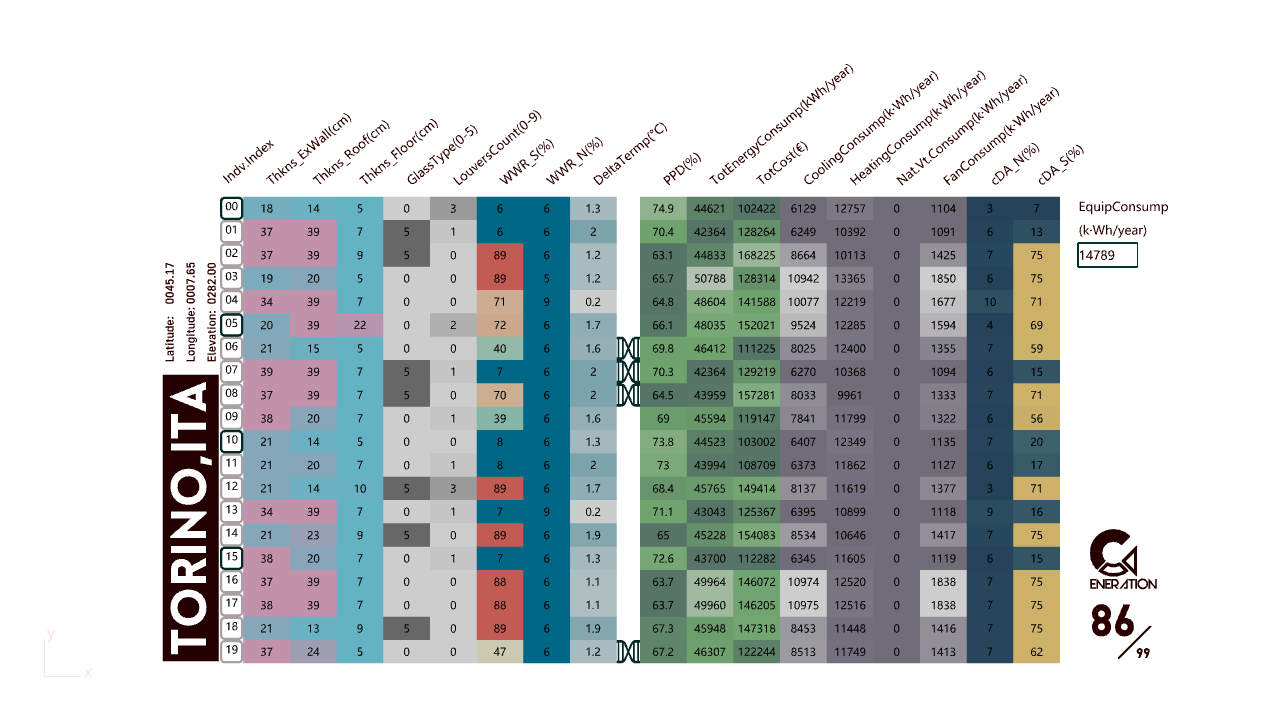 Indv.Index Thkns_ExWall(cm) Thkns_Roof(cm) Thkns_Floor(cm) GlassType(0-5) LouversCount(0-9) WWR_S(%) WWR_N(%) DeltaTermp(°C) PPD(%) TotEnergyConsump(kWh/year) TotCost(€) CoolingConsump(k·Wh/year) HeatingConsump(k·Wh/year) Nat.Vt.Consump(k·Wh/year) FanConsump(k·Wh/year) cDA_N(%) cDA_S(%)
00 18 14 5 0 3 6 6 1.3 74.9 44621 102422 6129 12757 0 1104 3 7
01 37 39 7 5 1 6 6 2 70.4 42364 128264 6249 10392 0 1091 6 13
02 37 39 9 5 0 89 6 1.2 63.1 44833 168225 8664 10113 0 1425 7 75
03 19 20 5 0 0 89 5 1.2 65.7 50788 128314 10942 13365 0 1850 6 75
04 34 39 7 0 0 71 9 0.2 64.8 48604 141588 10077 12219 0 1677 10 71
05 20 39 22 0 2 72 6 1.7 66.1 48035 152021 9524 12285 0 1594 4 69
06 21 15 5 0 0 40 6 1.6 69.8 46412 111225 8025 12400 0 1355 7 59
07 39 39 7 5 1 7 6 2 70.3 42364 129219 6270 10368 0 1094 6 15
08 37 39 7 5 0 70 6 2 64.5 43959 157281 8033 9961 0 1333 7 71
09 38 20 7 0 1 39 6 1.6 69 45594 119147 7841 11799 0 1322 6 56
10 21 14 5 0 0 8 6 1.3 73.8 44523 103002 6407 12349 0 1135 7 20
11 21 20 7 0 1 8 6 2 73 43994 108709 6373 11862 0 1127 6 17
12 21 14 10 5 3 89 6 1.7 68.4 45765 149414 8137 11619 0 1377 3 71
13 34 39 7 0 1 7 9 0.2 71.1 43043 125367 6395 10899 0 1118 9 16
14 21 23 9 5 0 89 6 1.9 65 45228 154083 8534 10646 0 1417 7 75
15 38 20 7 0 1 7 6 1.3 72.6 43700 112282 6345 11605 0 1119 6 15
16 37 39 7 0 0 88 6 1.1 63.7 49964 146072 10974 12520 0 1838 7 75
17 38 39 7 0 0 88 6 1.1 63.7 49960 146205 10975 12516 0 1838 7 75
18 21 13 9 5 0 89 6 1.9 67.3 45948 147318 8453 11448 0 1416 7 75
19 37 24 5 0 0 47 6 1.2 67.2 46307 122244 8513 11749 0 1413 7 62
Latitude: 0045.17
Longitude: 0007.65
Elevation: 0282.00
TORINO,ITA
EquipConsump
(k·Wh/year)
14789
ENERATION
86/99
y
x